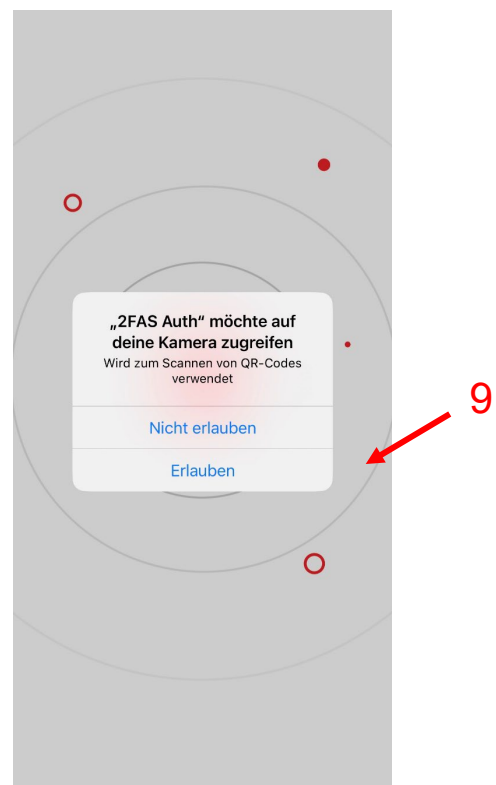 „2FAS Auth“ möchte auf
deine Kamera zugreifen
Wird zum Scannen von QR-Codes
verwendet
Nicht erlauben
9
Erlauben